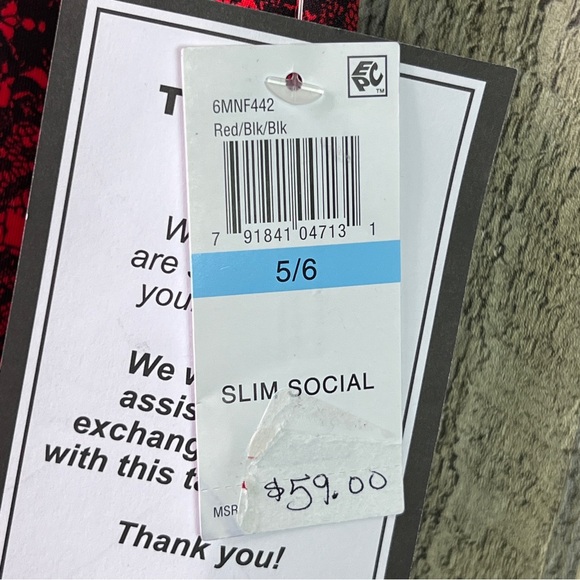 T
EPC
TM
6MNF442
Red/Blk/Blk
7 91841 04713 1
are
5/6
you
We
SLIM SOCIAL
assis
exchang
with this
MSR $59.00
Thank you!